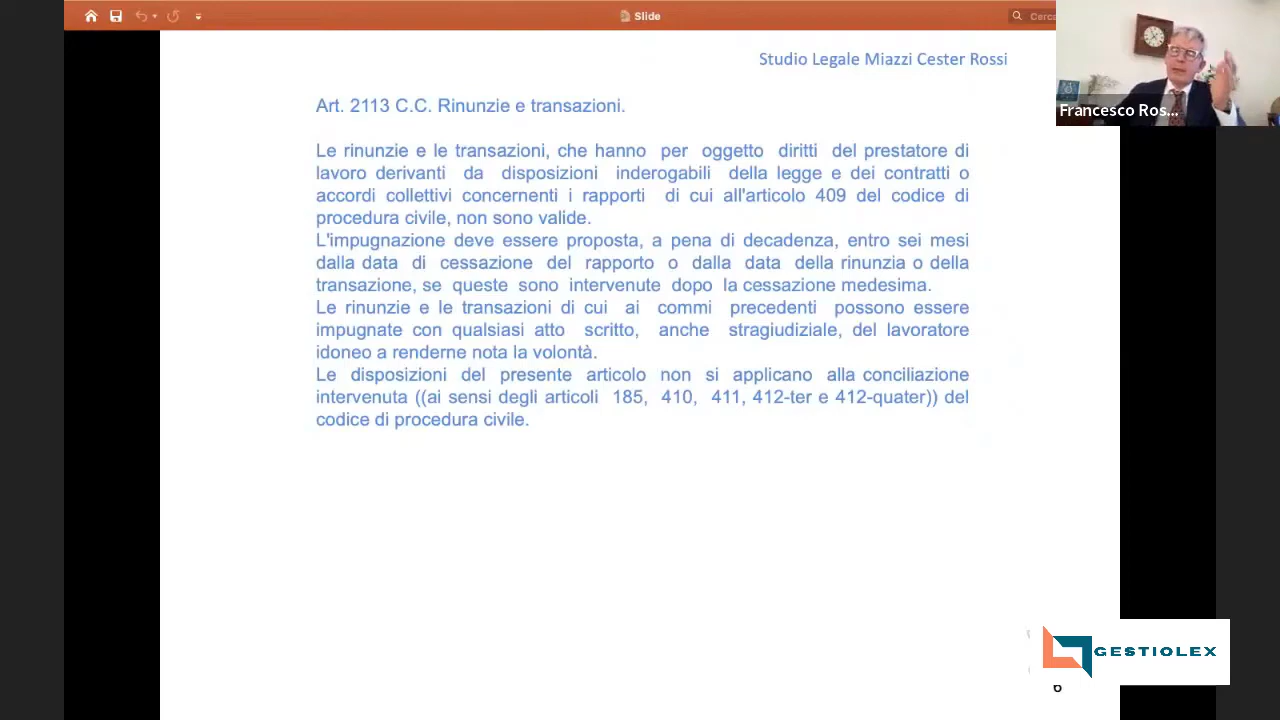 Slide
Cerc
Studio Legale Miazzi Cester Rossi
Francesco Ros...
Art. 2113 C.C. Rinunzie e transazioni.
Le rinunzie e le transazioni, che hanno per oggetto diritti del prestatore di
lavoro derivanti da disposizioni inderogabili della legge e dei contratti o
accordi collettivi concernenti i rapporti di cui all'articolo 409 del codice di
procedura civile, non sono valide.
L'impugnazione deve essere proposta, a pena di decadenza, entro sei mesi
dalla data di cessazione del rapporto o dalla data della rinunzia o della
transazione, se queste sono intervenute dopo la cessazione medesima.
Le rinunzie e le transazioni di cui ai commi precedenti possono essere
impugnate con qualsiasi atto scritto, anche stragiudiziale, del lavoratore
idoneo a renderne nota la volontà.
Le disposizioni del presente articolo non si applicano alla conciliazione
intervenuta ((ai sensi degli articoli 185, 410, 411, 412-ter e 412-quater)) del
codice di procedura civile.
GESTIOLEX
6